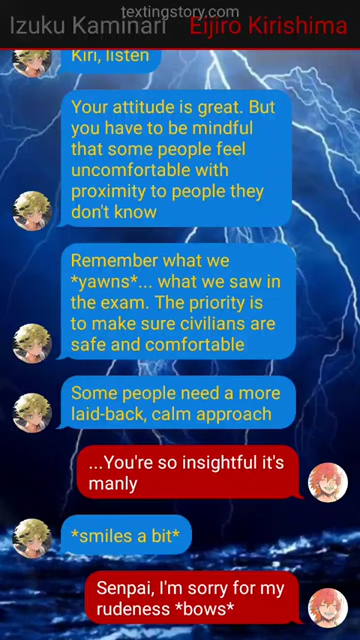 textingstory.com
Izuku Kaminari Eijiro Kirishima
Kiri, listen
Your attitude is great. But
you have to be mindful
that some people feel
uncomfortable with
proximity to people they
don't know
Remember what we
*yawns*... what we saw in
the exam. The priority is
to make sure civilians are
safe and comfortable
Some people need a more
laid-back, calm approach
...You're so insightful it's
manly
*smiles a bit*
Senpai, I'm sorry for my
rudeness *bows*